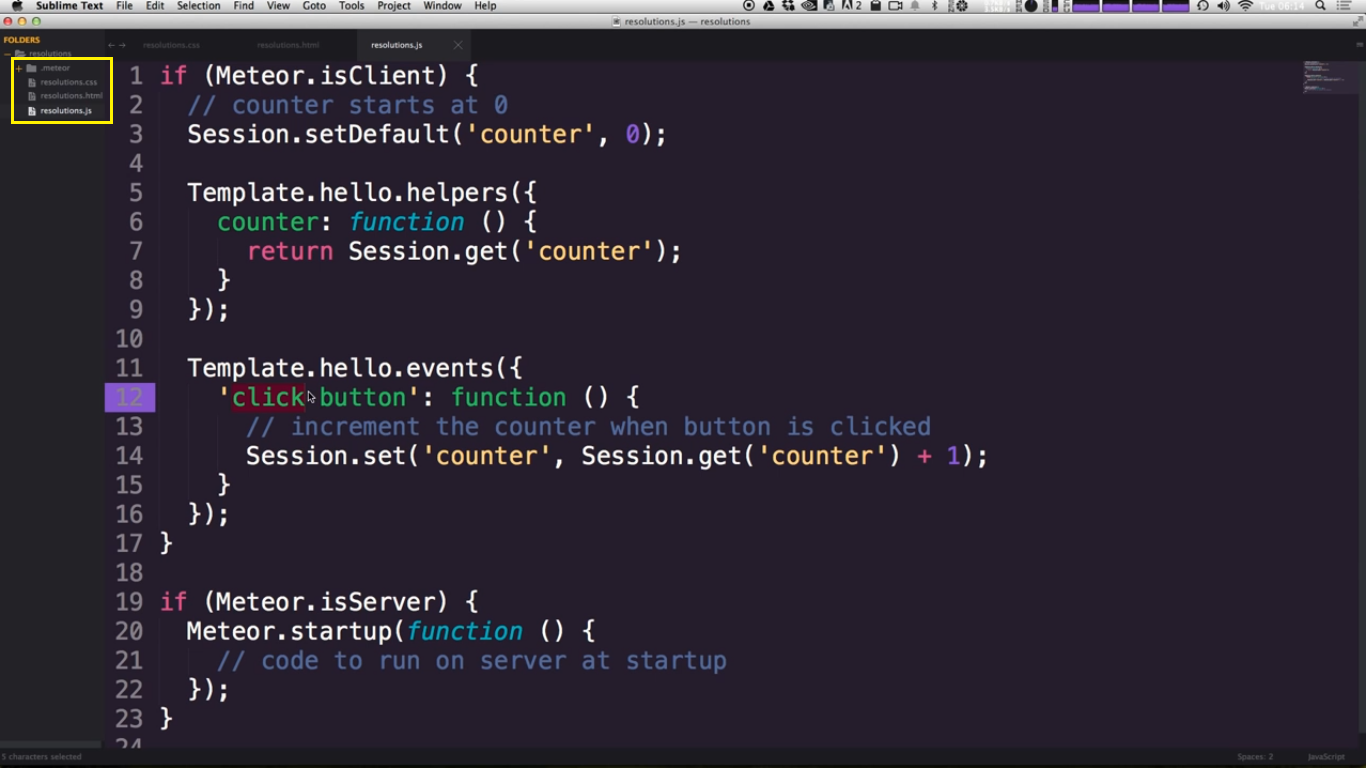 Sublime Text File Edit Selection Find View Goto Tools Project Window Help 2 Tue 06:14
resolutions.js — resolutions
FOLDERS
resolutions
.meteor
resolutions.css
resolutions.html
resolutions.js
resolutions.css resolutions.html resolutions.js
1 if (Meteor.isClient) {
2 // counter starts at 0
3 Session.setDefault('counter', 0);
4
5 Template.hello.helpers({
6 counter: function () {
7 return Session.get('counter');
8 }
9 });
10
11 Template.hello.events({
12 'click button': function () {
13 // increment the counter when button is clicked
14 Session.set('counter', Session.get('counter') + 1);
15 }
16 });
17 }
18
19 if (Meteor.isServer) {
20 Meteor.startup(function () {
21 // code to run on server at startup
22 });
23 }
24
5 characters selected Spaces: 2 JavaScript